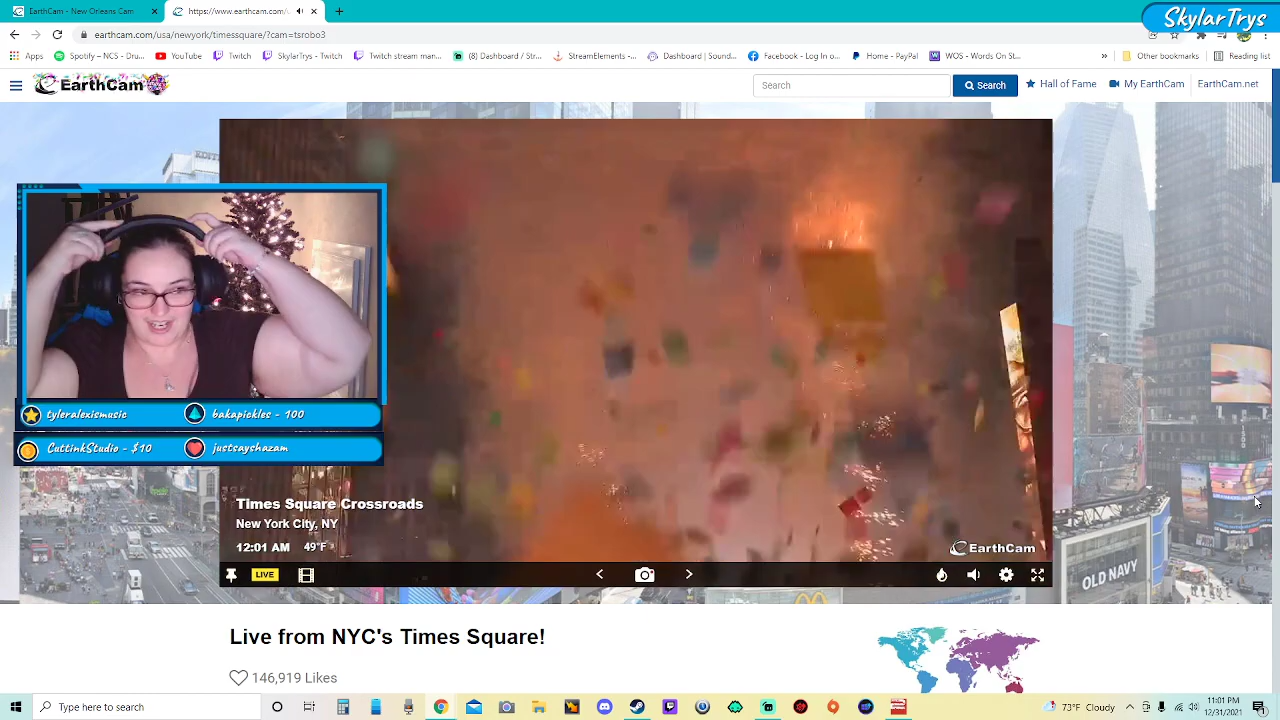 EarthCam - New Orleans Cam
https://www.earthcam.com/
SkylarTrys
earthcam.com/usa/newyork/timessquare/?cam=tsrobo3
Apps
Spotify – NCS - Dru...
YouTube
Twitch
SkylarTrys - Twitch
Twitch stream man...
(8) Dashboard / Str...
StreamElements -...
Dashboard | Sound...
Facebook - Log In o...
Home - PayPal
WOS - Words On St...
»
Other bookmarks
Reading list
EarthCam
Search
Search
Hall of Fame
My EarthCam
EarthCam.net
tyleralexismusic
bakapickles - 100
CuttinkStudio - $10
justsayshazam
Times Square Crossroads
New York City, NY
12:01 AM 49°F
EarthCam
LIVE
OLD NAVY
Live from NYC's Times Square!
146,919 Likes
Type here to search
73°F Cloudy
11:01 PM
12/31/2021